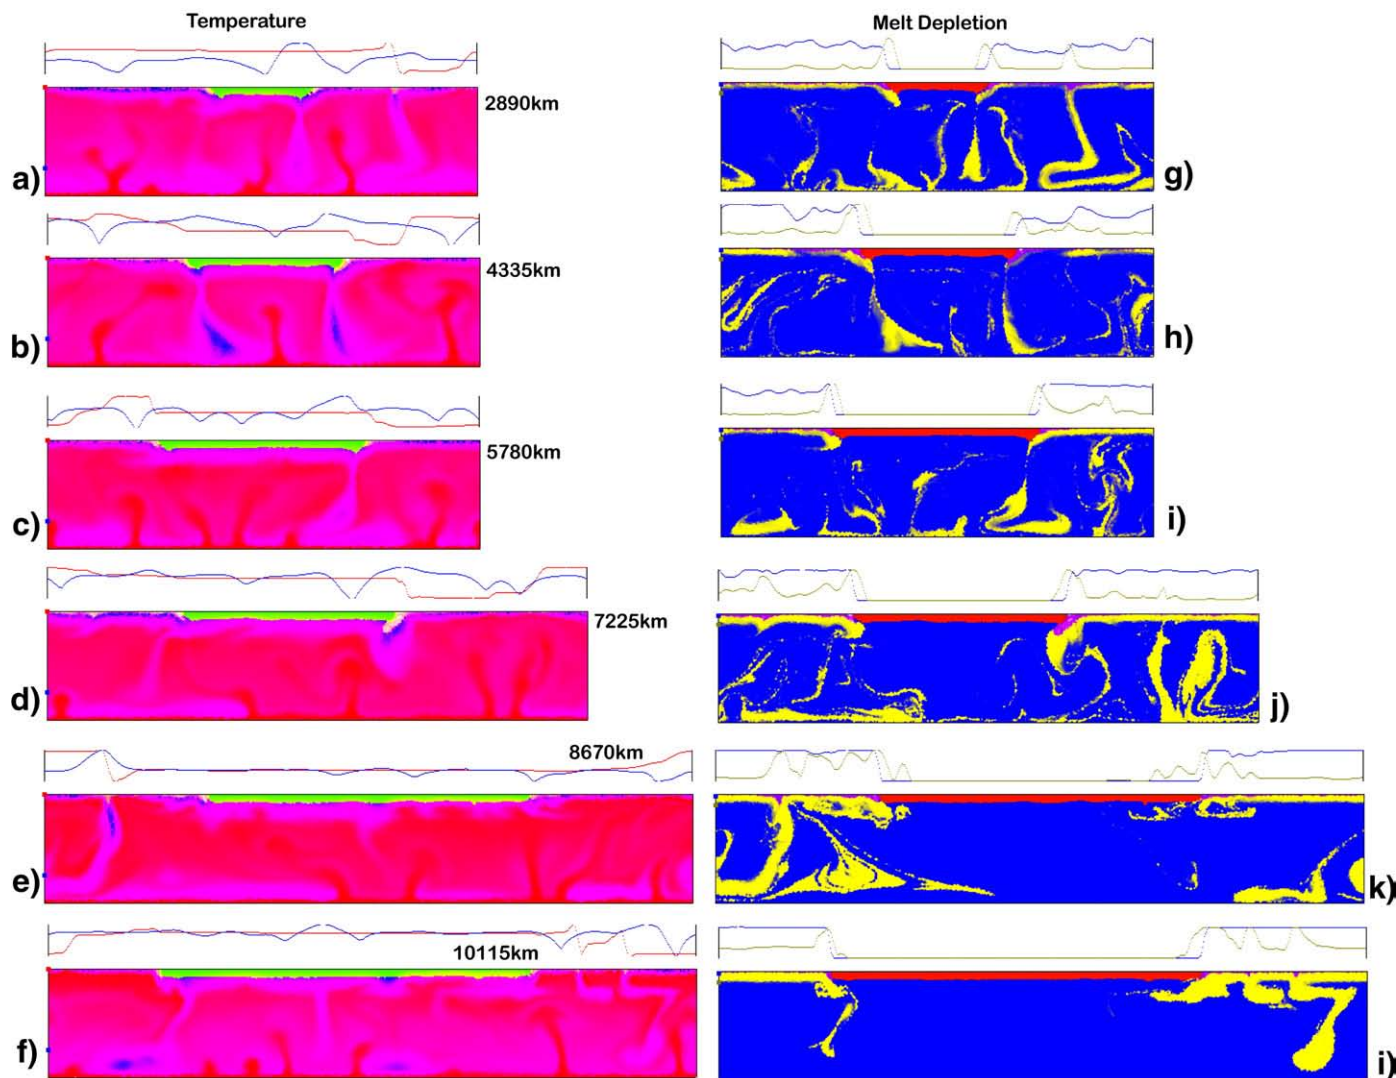 Temperature
Melt Depletion
2890km
a)
g)
4335km
b)
h)
5780km
c)
i)
7225km
d)
j)
8670km
e)
k)
10115km
f)
i)